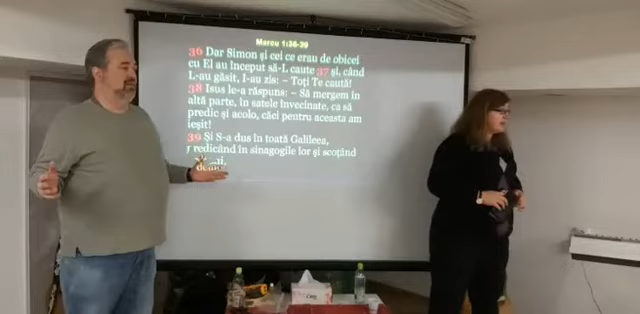 Marcu 1:36-39
36 Dar Simon și cei ce erau de obicei
cu El au început să-L caute 37 și, când
L-au găsit, I-au zis: – Toți Te caută!
38 Isus le-a răspuns: – Să mergem în
altă parte, în satele învecinate, ca să
predic și acolo, căci pentru aceasta am
ieșit!
39 Și S-a dus în toată Galileea,
redicând în sinagogile lor și scoțând